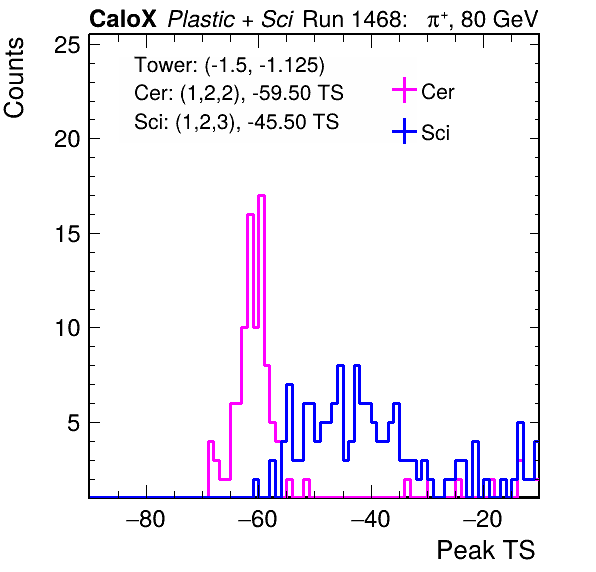 CaloX Plastic + Sci Run 1468: π⁺, 80 GeV
Counts
25
20
15
10
5
Tower: (-1.5, -1.125)
Cer: (1,2,2), -59.50 TS
Sci: (1,2,3), -45.50 TS
Cer
Sci
−80 −60 −40 −20
Peak TS